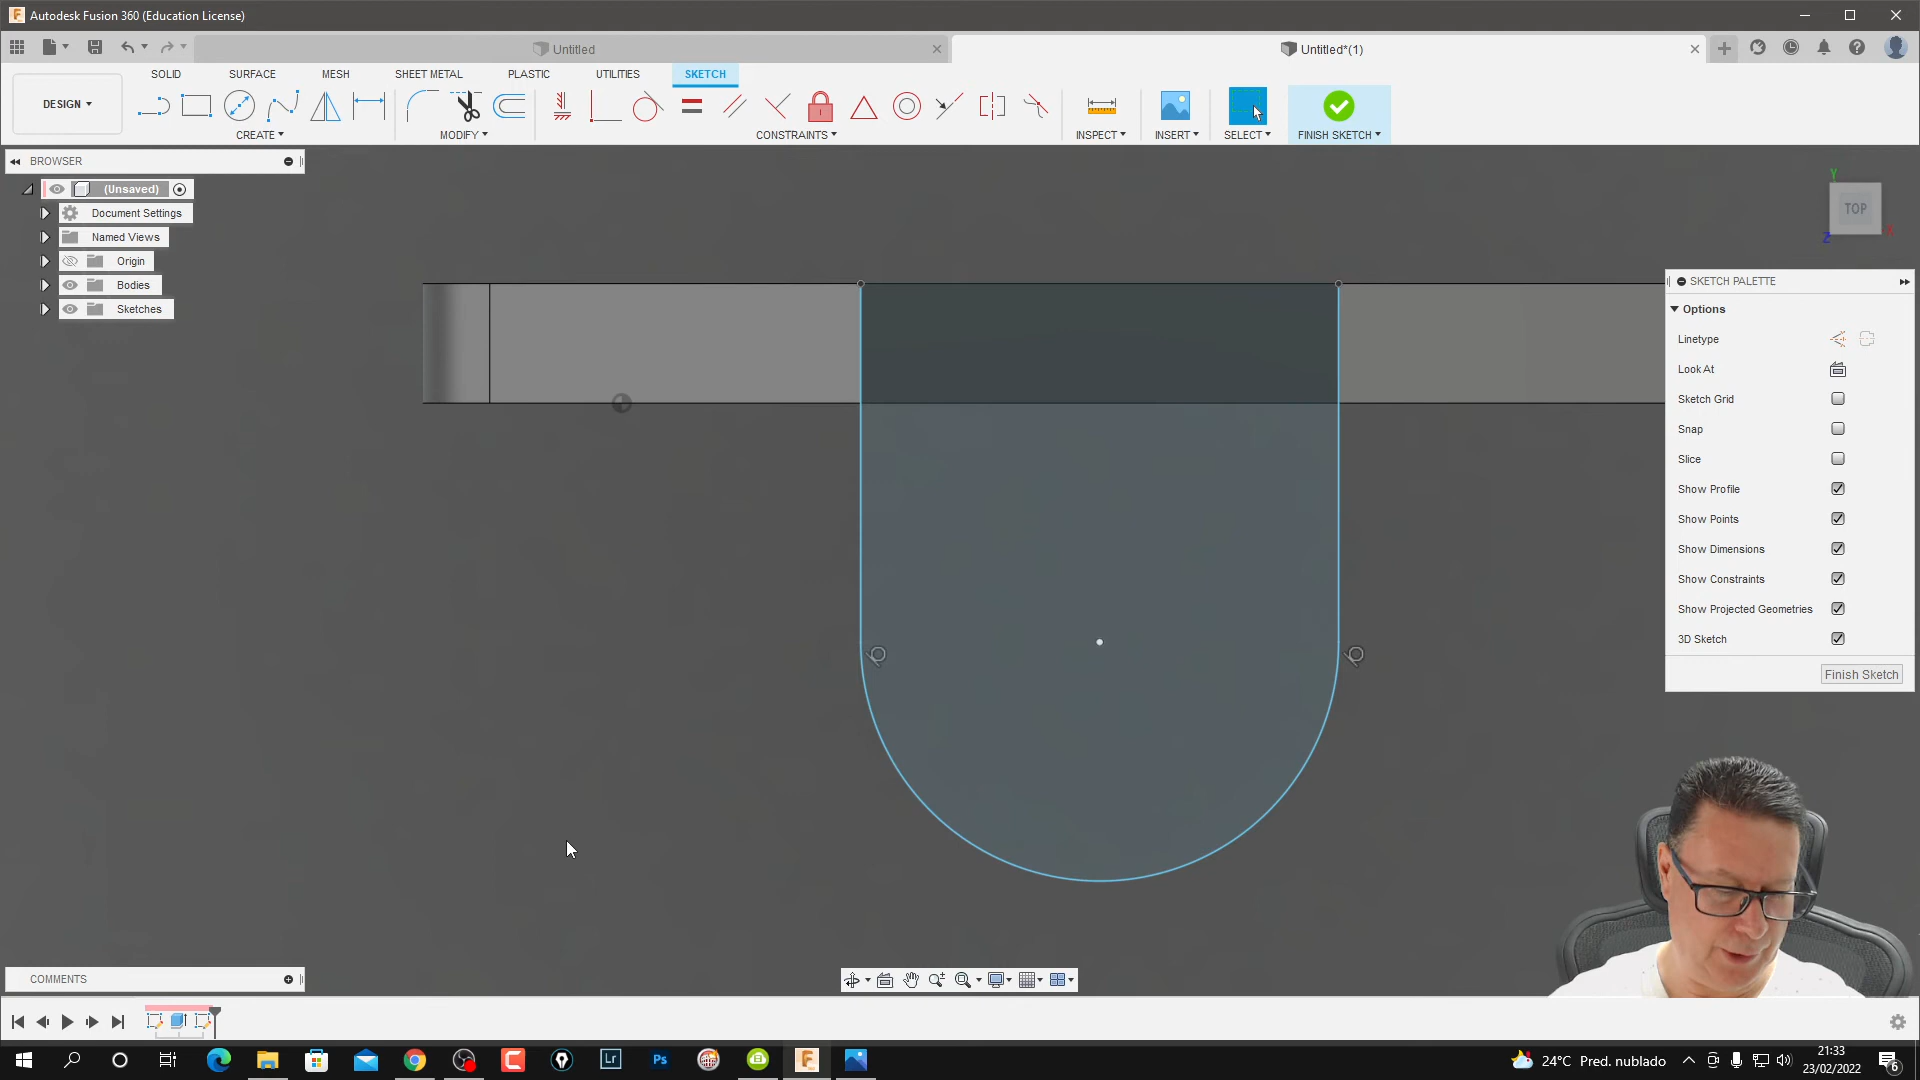 Autodesk Fusion 360 (Education License)
Untitled
Untitled*(1)
SOLID
SURFACE
MESH
SHEET METAL
PLASTIC
UTILITIES
SKETCH
DESIGN
CREATE
MODIFY
CONSTRAINTS
INSPECT
INSERT
SELECT
FINISH SKETCH
BROWSER
(Unsaved)
Document Settings
Named Views
Origin
Bodies
Sketches
Y
TOP
X
Z
SKETCH PALETTE
Options
Linetype
Look At
Sketch Grid
Snap
Slice
Show Profile
Show Points
Show Dimensions
Show Constraints
Show Projected Geometries
3D Sketch
Finish Sketch
COMMENTS
Lr
Ps
24°C Pred. nublado
21:33
23/02/2022
6